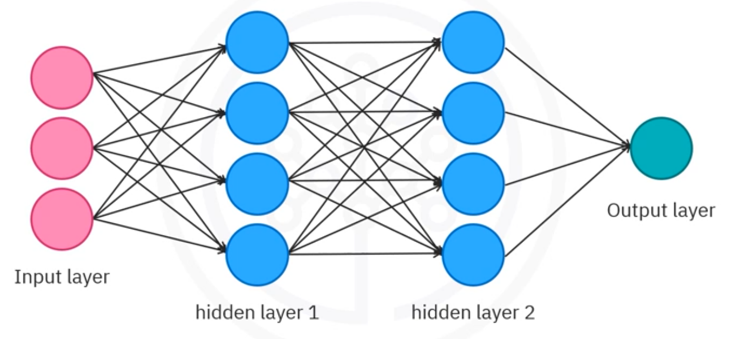 Input layer
hidden layer 1
hidden layer 2
Output layer